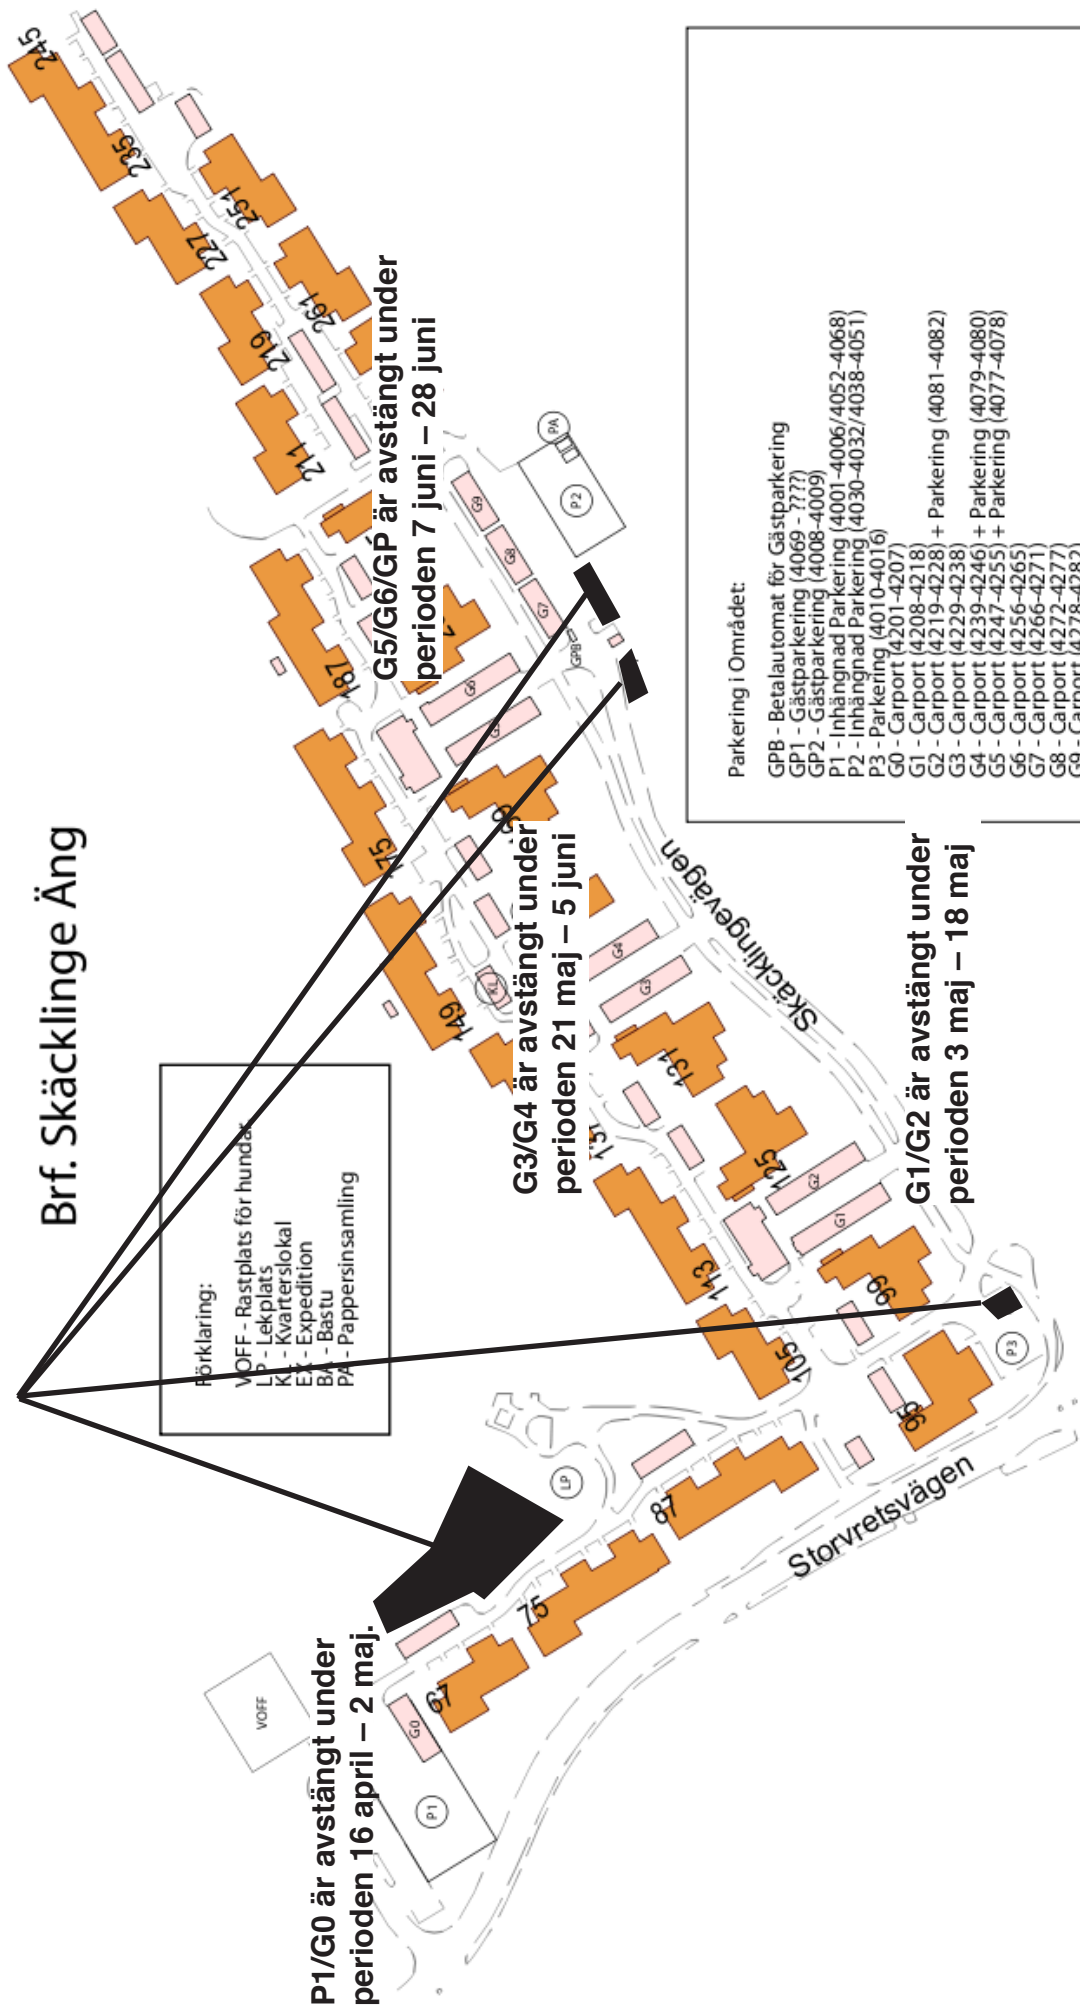 Brf. Skäcklinge Äng
Förklaring:
VOFF - Rastplats för hundar
LP - Lekplats
KL - Kvarterslokal
EX - Expedition
BA - Bastu
PA - Pappersinsamling
P1/G0 är avstängt under
perioden 16 april – 2 maj.
G3/G4 är avstängt under
perioden 21 maj – 5 juni
G5/G6/GP är avstängt under
perioden 7 juni – 28 juni
G1/G2 är avstängt under
perioden 3 maj – 18 maj
Parkering i Området:
GPB - Betalautomat för Gästparkering
GP1 - Gästparkering (4069 - ????)
GP2 - Gästparkering (4008-4009)
P1 - Inhängnad Parkering (4001-4006/4052-4068)
P2 - Inhängnad Parkering (4030-4032/4038-4051)
P3 - Parkering (4010-4016)
G0 - Carport (4201-4207)
G1 - Carport (4208-4218)
G2 - Carport (4219-4228) + Parkering (4081-4082)
G3 - Carport (4229-4238)
G4 - Carport (4239-4246) + Parkering (4079-4080)
G5 - Carport (4247-4255) + Parkering (4077-4078)
G6 - Carport (4256-4265)
G7 - Carport (4266-4271)
G8 - Carport (4272-4277)
G9 - Carport (4278-4282)
VOFF
P1
G0
67
75
87
LP
Storvretsvägen
95
P3
99
105
113
G1
G2
125
131
137
G3
G4
KL
149
Skäcklingevägen
175
187
G5
G6
GPB
G7
G8
G9
P2
PA
211
219
227
235
245
251
261